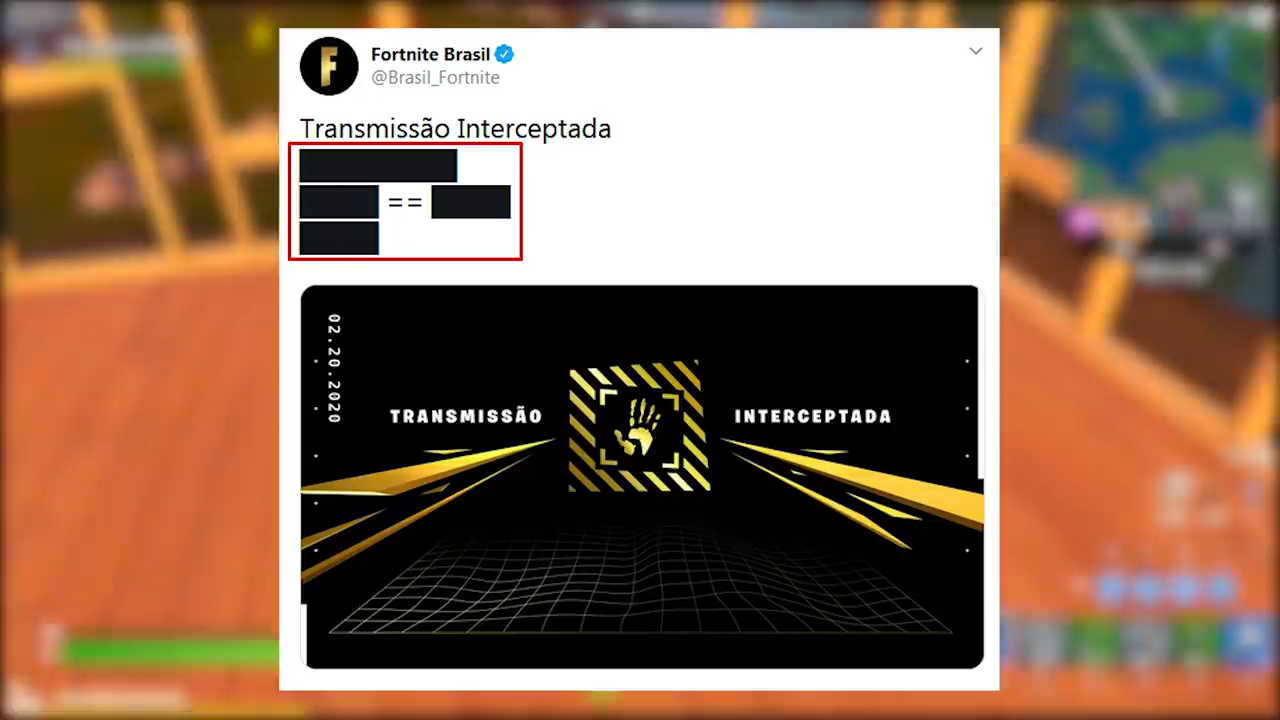 Fortnite Brasil
@Brasil_Fortnite
Transmissão Interceptada
==
02.20.2020
TRANSMISSÃO
INTERCEPTADA